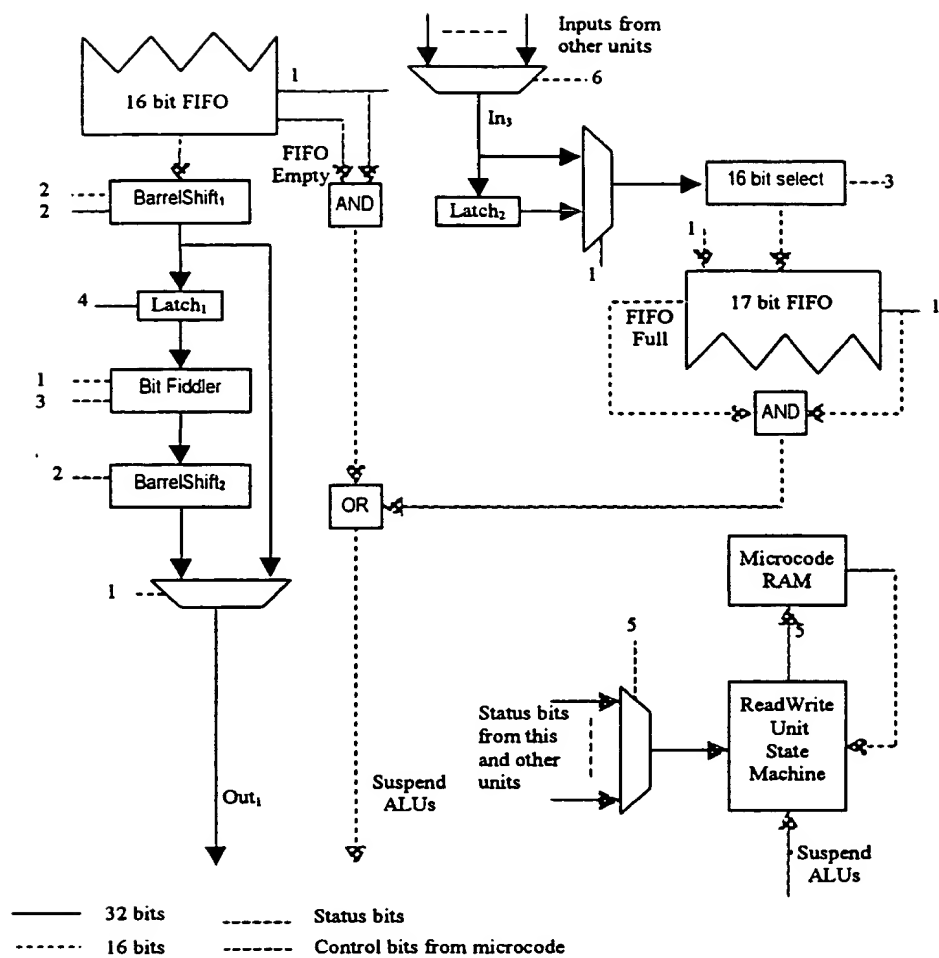 Inputs from
other units
16 bit FIFO
1
6
In₃
FIFO
Empty
AND
2
2
BarrelShift₁
Latch₂
16 bit select
3
1
1
4
Latch₁
17 bit FIFO
1
FIFO
Full
1
3
Bit Fiddler
AND
2
BarrelShift₂
OR
1
Microcode
RAM
5
5
Status bits
from this
and other
units
ReadWrite
Unit
State
Machine
Out₁
Suspend
ALUs
Suspend
ALUs
32 bits
Status bits
16 bits
Control bits from microcode